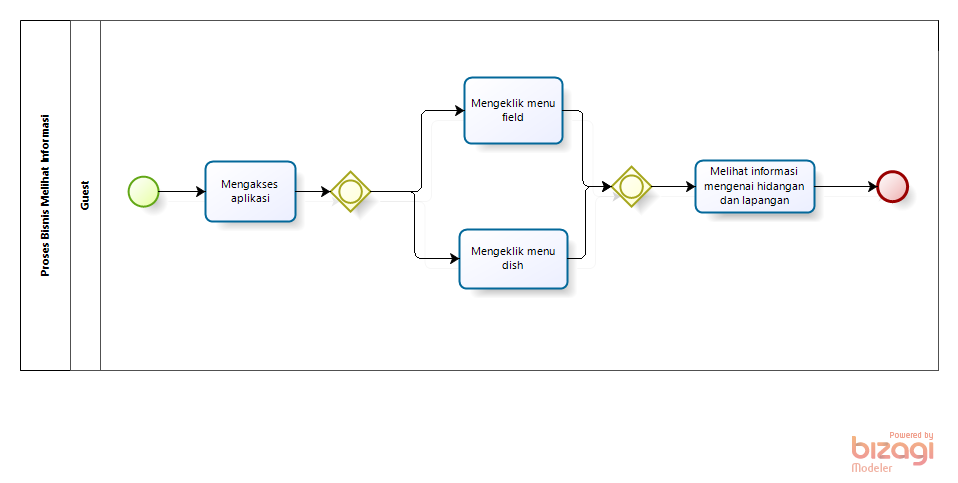 Proses Bisnis Melihat Informasi
Guest
Mengakses
aplikasi
Mengeklik menu
field
Mengeklik menu
dish
Melihat informasi
mengenai hidangan
dan lapangan
Powered by
bizagi
Modeler